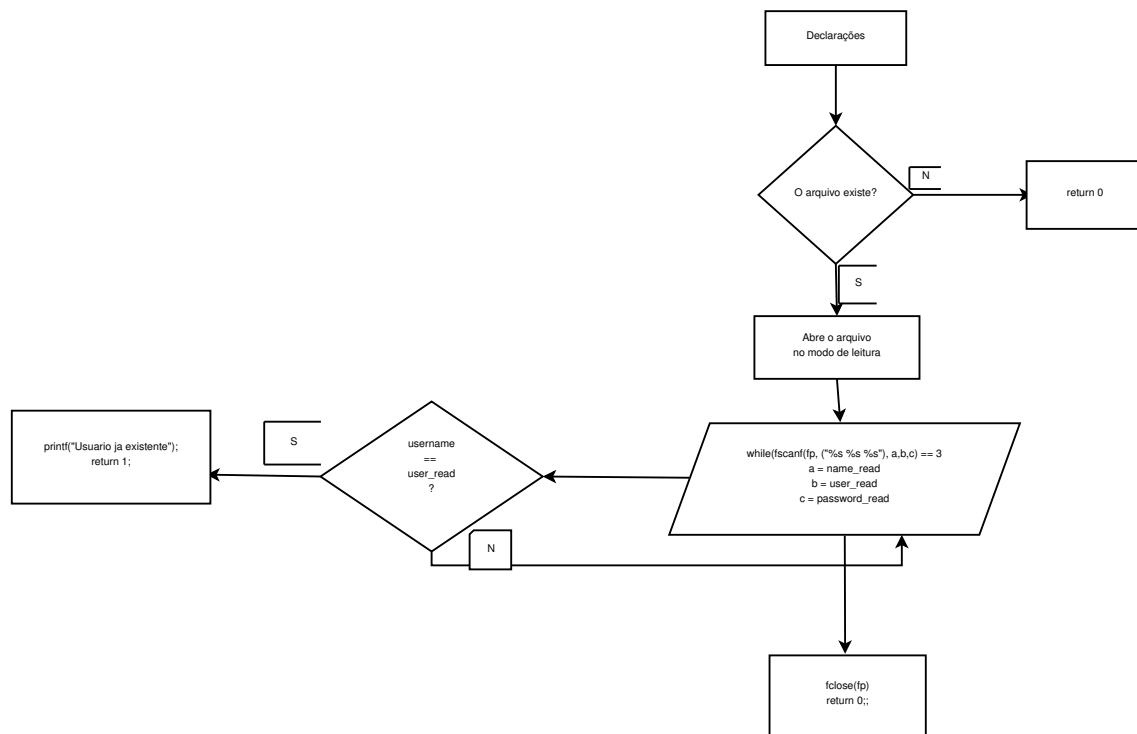 Declarações
O arquivo existe?
N
return 0
S
Abre o arquivo
no modo de leitura
while(fscanf(fp, ("%s %s %s"), a,b,c) == 3
a = name_read
b = user_read
c = password_read
username
==
user_read
?
S
printf("Usuario ja existente");
return 1;
N
fclose(fp)
return 0;;